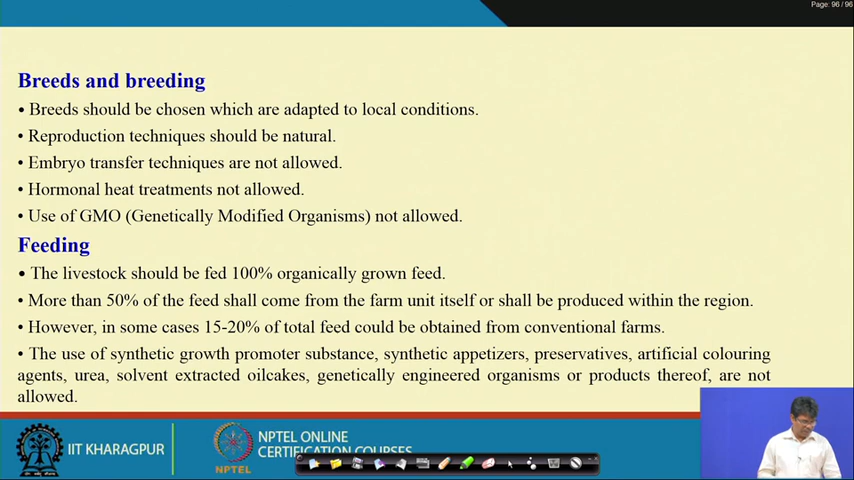 Page: 96 / 96
Breeds and breeding
• Breeds should be chosen which are adapted to local conditions.
• Reproduction techniques should be natural.
• Embryo transfer techniques are not allowed.
• Hormonal heat treatments not allowed.
• Use of GMO (Genetically Modified Organisms) not allowed.
Feeding
• The livestock should be fed 100% organically grown feed.
• More than 50% of the feed shall come from the farm unit itself or shall be produced within the region.
• However, in some cases 15-20% of total feed could be obtained from conventional farms.
• The use of synthetic growth promoter substance, synthetic appetizers, preservatives, artificial colouring
agents, urea, solvent extracted oilcakes, genetically engineered organisms or products thereof, are not
allowed.
IIT KHARAGPUR
NPTEL
NPTEL ONLINE
CERTIFICATION COURSES